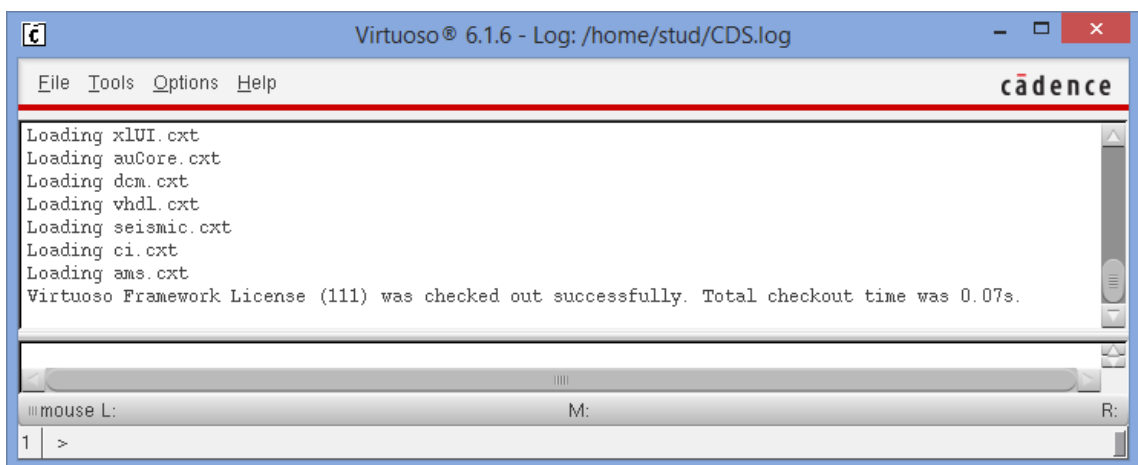 Virtuoso® 6.1.6 - Log: /home/stud/CDS.log
File Tools Options Help
cādence
Loading xlUI.cxt
Loading auCore.cxt
Loading dcm.cxt
Loading vhdl.cxt
Loading seismic.cxt
Loading ci.cxt
Loading ams.cxt
Virtuoso Framework License (111) was checked out successfully. Total checkout time was 0.07s.
mouse L: M: R:
1 >